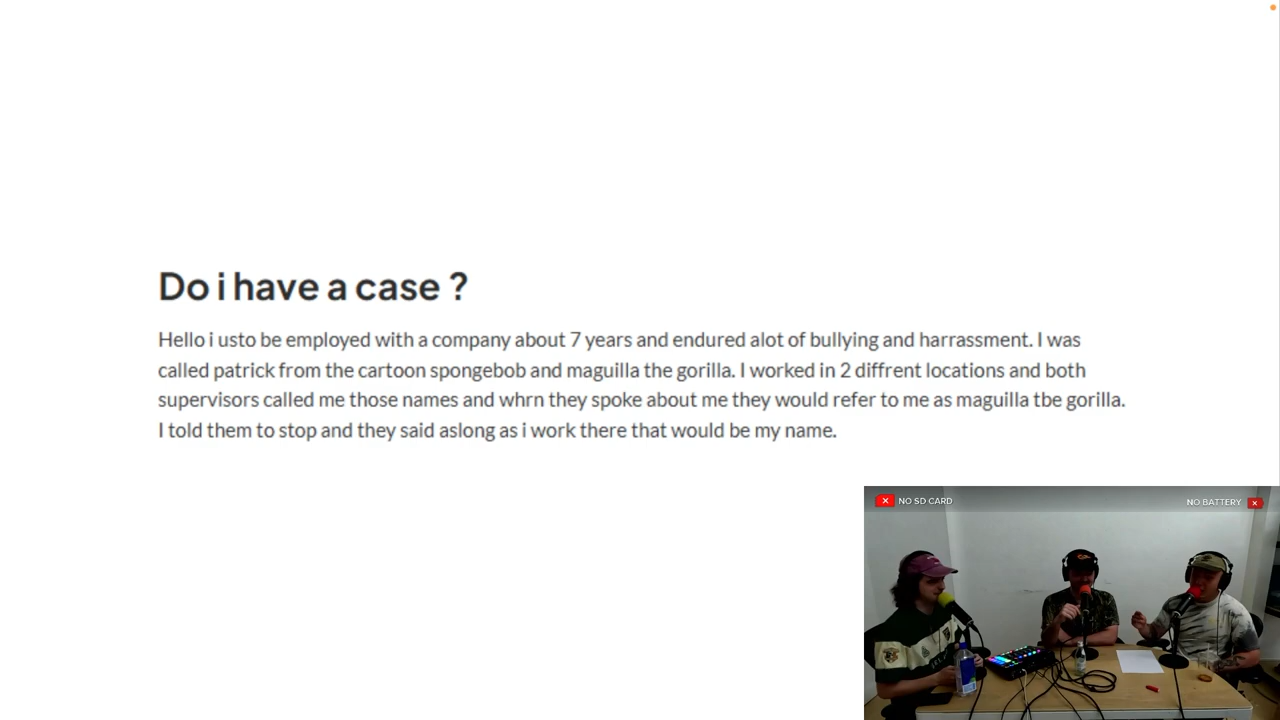 Do i have a case ?
Hello i usto be employed with a company about 7 years and endured alot of bullying and harrassment. I was
called patrick from the cartoon spongebob and maguilla the gorilla. I worked in 2 diffrent locations and both
supervisors called me those names and whrn they spoke about me they would refer to me as maguilla tbe gorilla.
I told them to stop and they said aslong as i work there that would be my name.
NO SD CARD
NO BATTERY